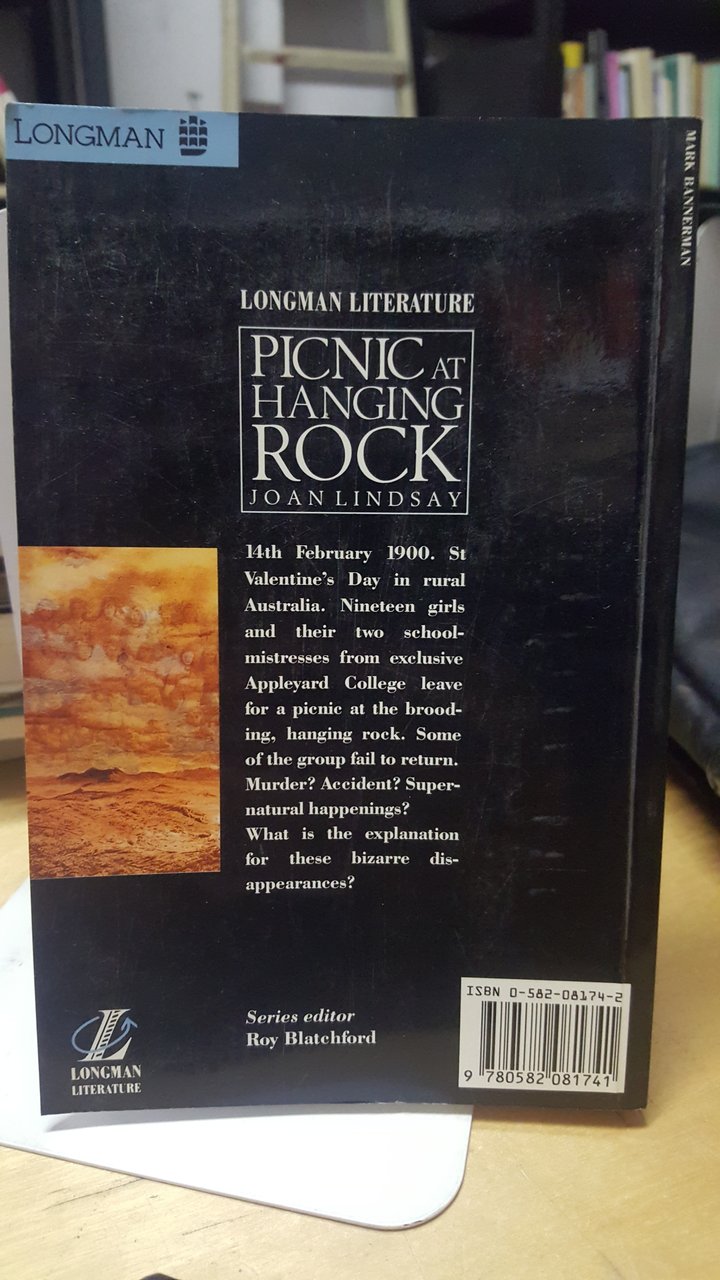 LONGMAN
MARK BANNERMAN
LONGMAN LITERATURE
PICNIC AT
HANGING
ROCK
JOAN LINDSAY
14th February 1900. St
Valentine's Day in rural
Australia. Nineteen girls
and their two school-
mistresses from exclusive
Appleyard College leave
for a picnic at the brood-
ing, hanging rock. Some
of the group fail to return.
Murder? Accident? Super-
natural happenings?
What is the explanation
for these bizarre dis-
appearances?
Series editor
Roy Blatchford
LONGMAN
LITERATURE
ISBN 0-582-08174-2
9 780582 081741